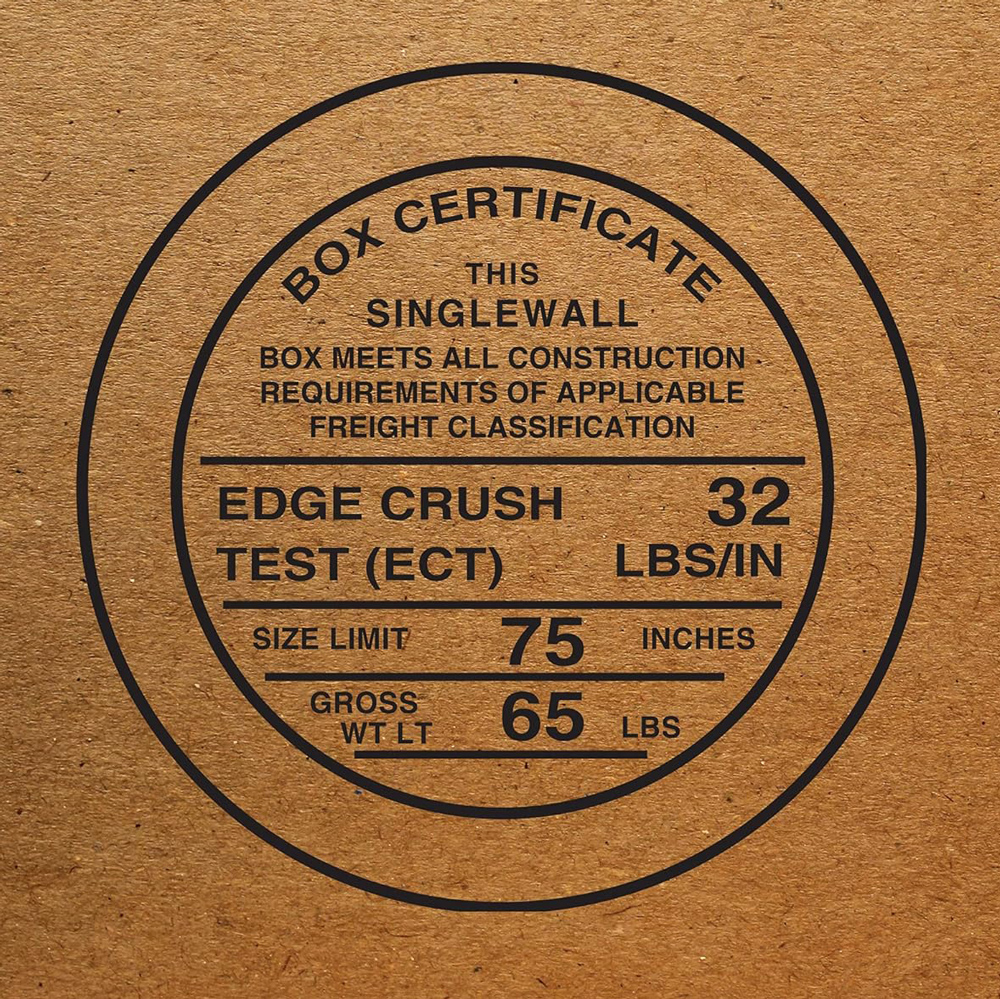 BOX CERTIFICATE
THIS
SINGLEWALL
BOX MEETS ALL CONSTRUCTION
REQUIREMENTS OF APPLICABLE
FREIGHT CLASSIFICATION
EDGE CRUSH 32
TEST (ECT) LBS/IN
SIZE LIMIT 75 INCHES
GROSS
WT LT 65 LBS